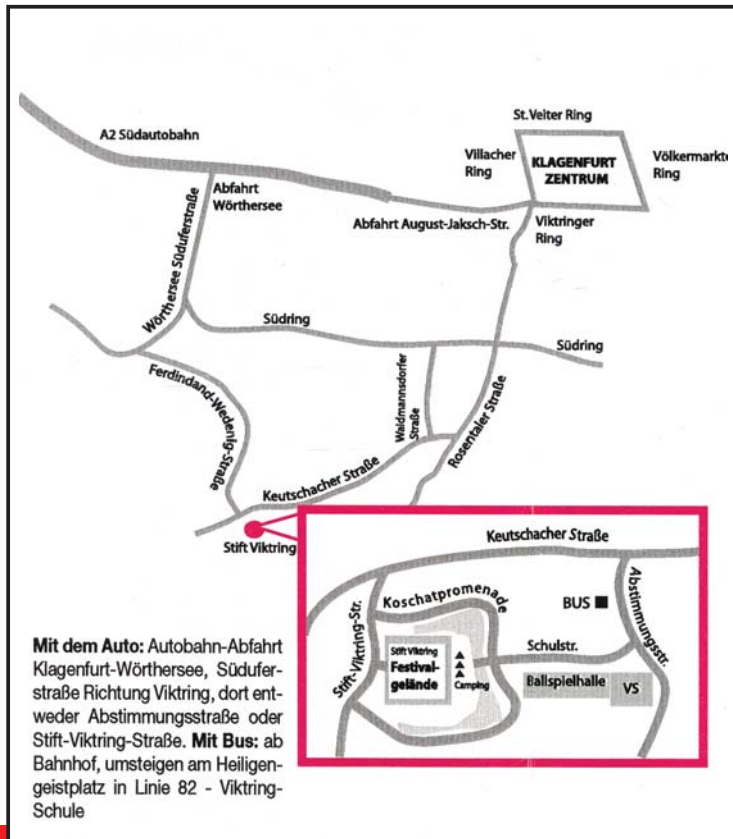 A2 Südautobahn
St. Veiter Ring
Villacher
Ring
KLAGENFURT
ZENTRUM
Völkermarkte
Ring
Abfahrt
Wörthersee
Abfahrt August-Jaksch-Str.
Viktringer
Ring
Wörthersee Süduferstraße
Südring
Südring
Ferdindand-Wedenig-Straße
Waidmannsdorfer
Straße
Rosentaler Straße
Keutschacher Straße
Stift Viktring
Keutschacher Straße
Koschatpromenade
BUS
Abstimmungsstr.
Stift-Viktring-Str.
Stift Viktring
Festival-
gelände
Camping
Schulstr.
Ballspielhalle
VS
Mit dem Auto: Autobahn-Abfahrt
Klagenfurt-Wörthersee, Südufer-
straße Richtung Viktring, dort ent-
weder Abstimmungsstraße oder
Stift-Viktring-Straße. Mit Bus: ab
Bahnhof, umsteigen am Heiligen-
geistplatz in Linie 82 - Viktring-
Schule